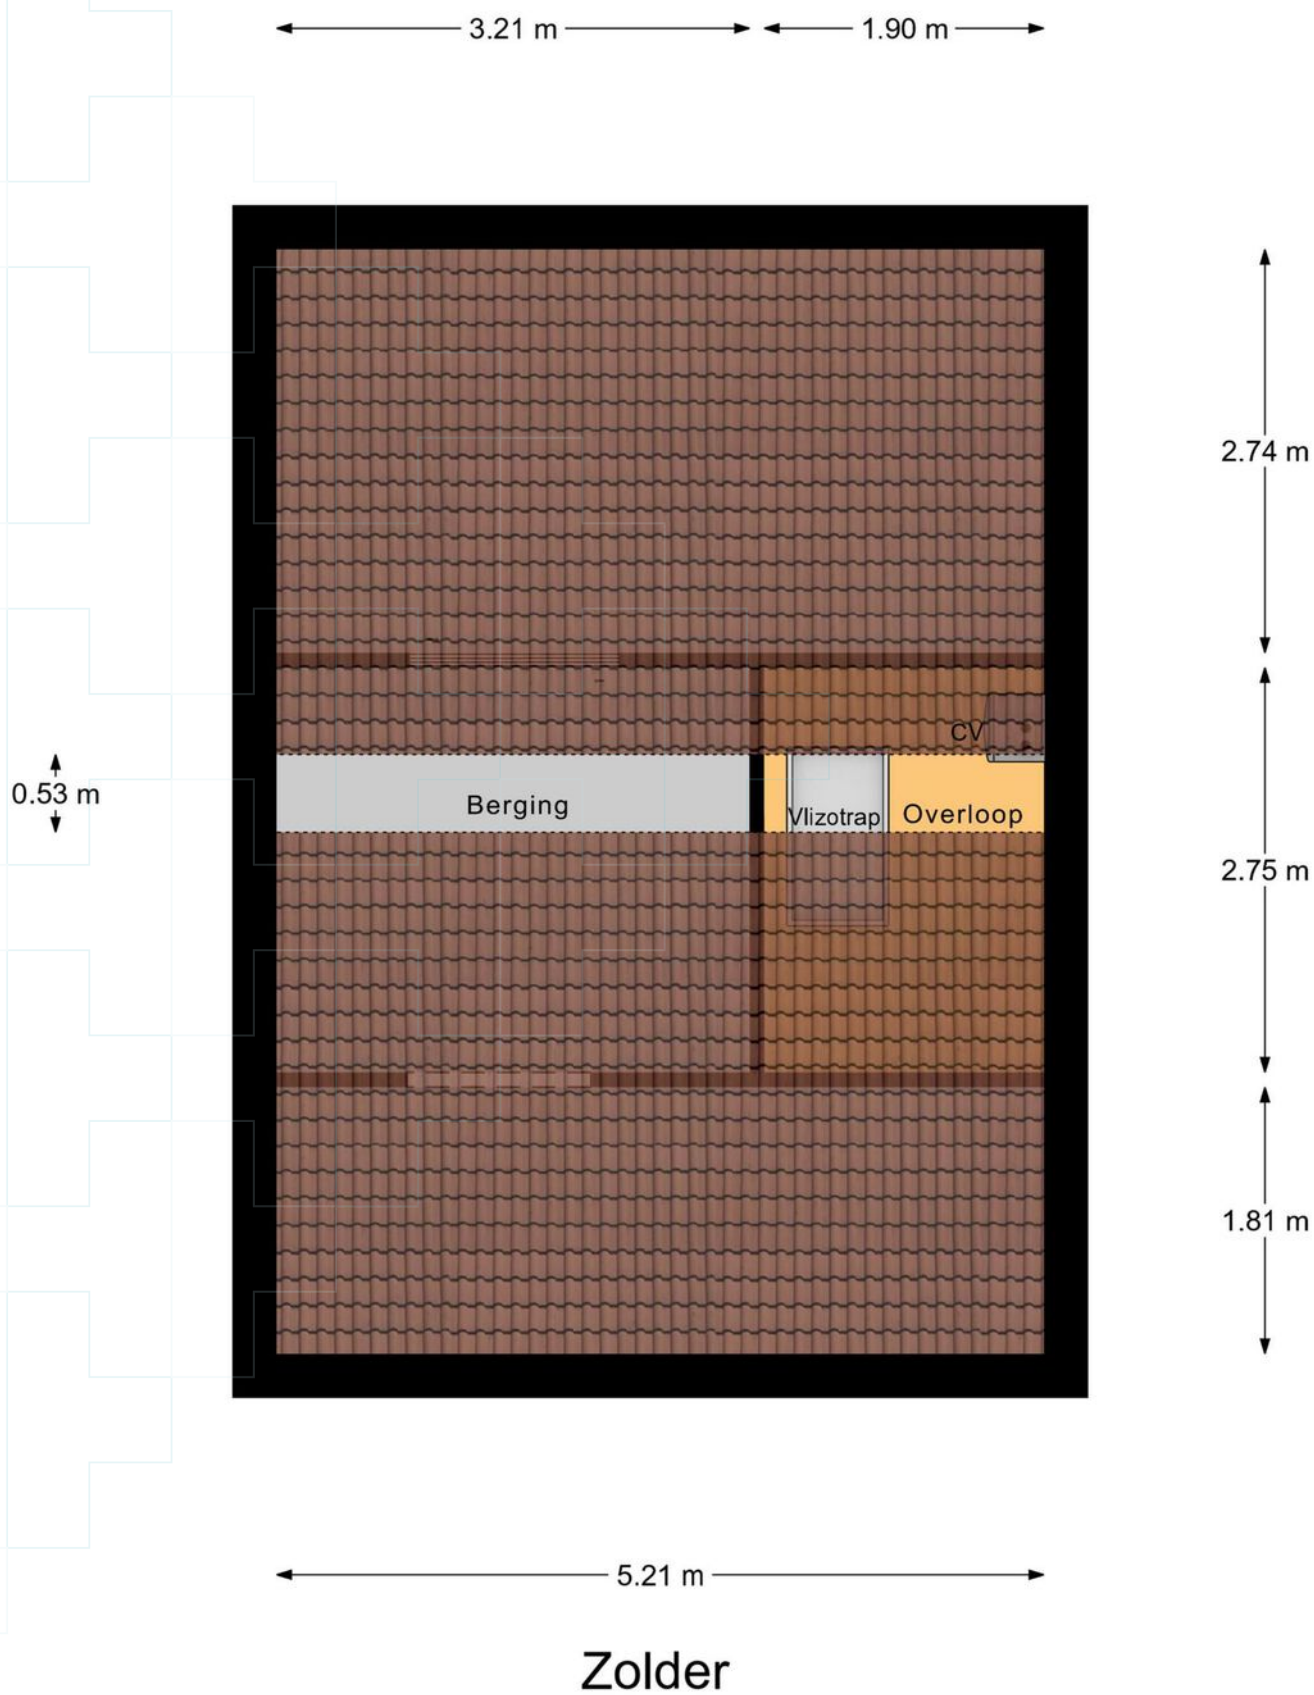 3.21 m
1.90 m
2.74 m
CV
0.53 m
Berging
Vlizotrap
Overloop
2.75 m
1.81 m
5.21 m
Zolder